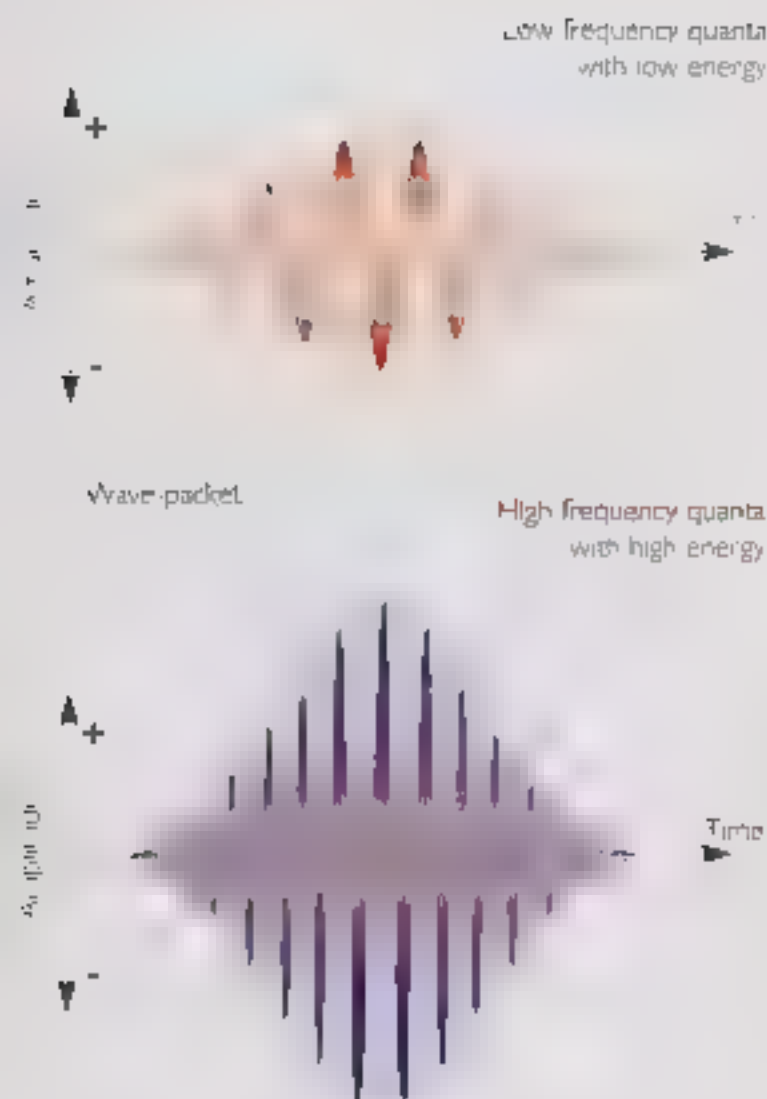 Low frequency quanta
with low energy
+
-
Wave-packet
High frequency quanta
with high energy
+
Time
-